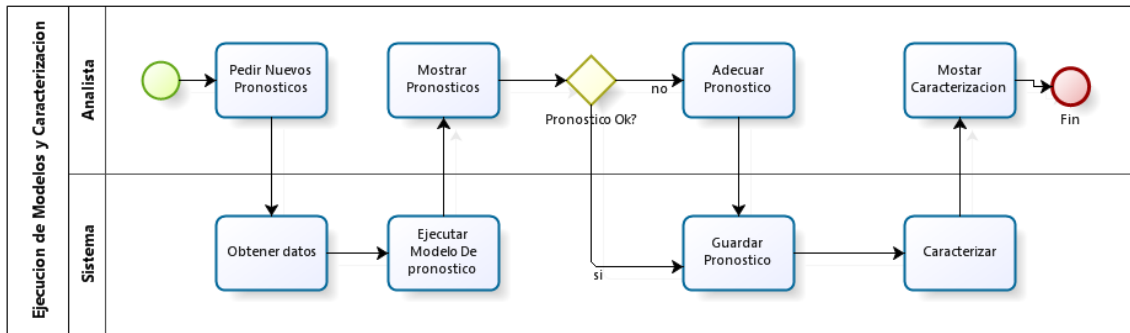 Ejecucion de Modelos y Caracterizacion
Analista
Pedir Nuevos
Pronosticos
Mostrar
Pronosticos
Pronostico Ok?
no
Adecuar
Pronostico
Mostar
Caracterizacion
Fin
Sistema
Obtener datos
Ejecutar
Modelo De
pronostico
si
Guardar
Pronostico
Caracterizar